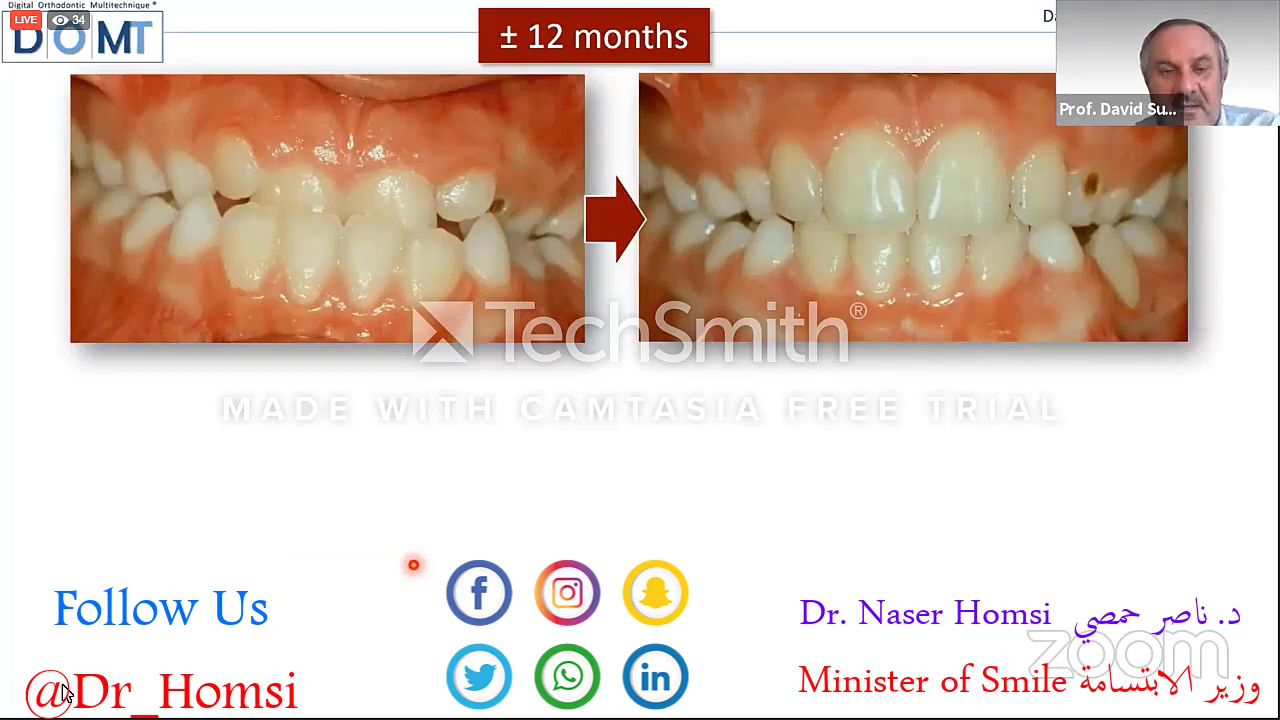 Digital Orthodontic Multitechnique®
LIVE 34
DOMT
± 12 months
Prof. David Su...
TechSmith®
MADE WITH CAMTASIA FREE TRIAL
Follow Us
@Dr_Homsi
Dr. Naser Homsi د. ناصر حمصي
zoom
Minister of Smile وزير الابتسامة